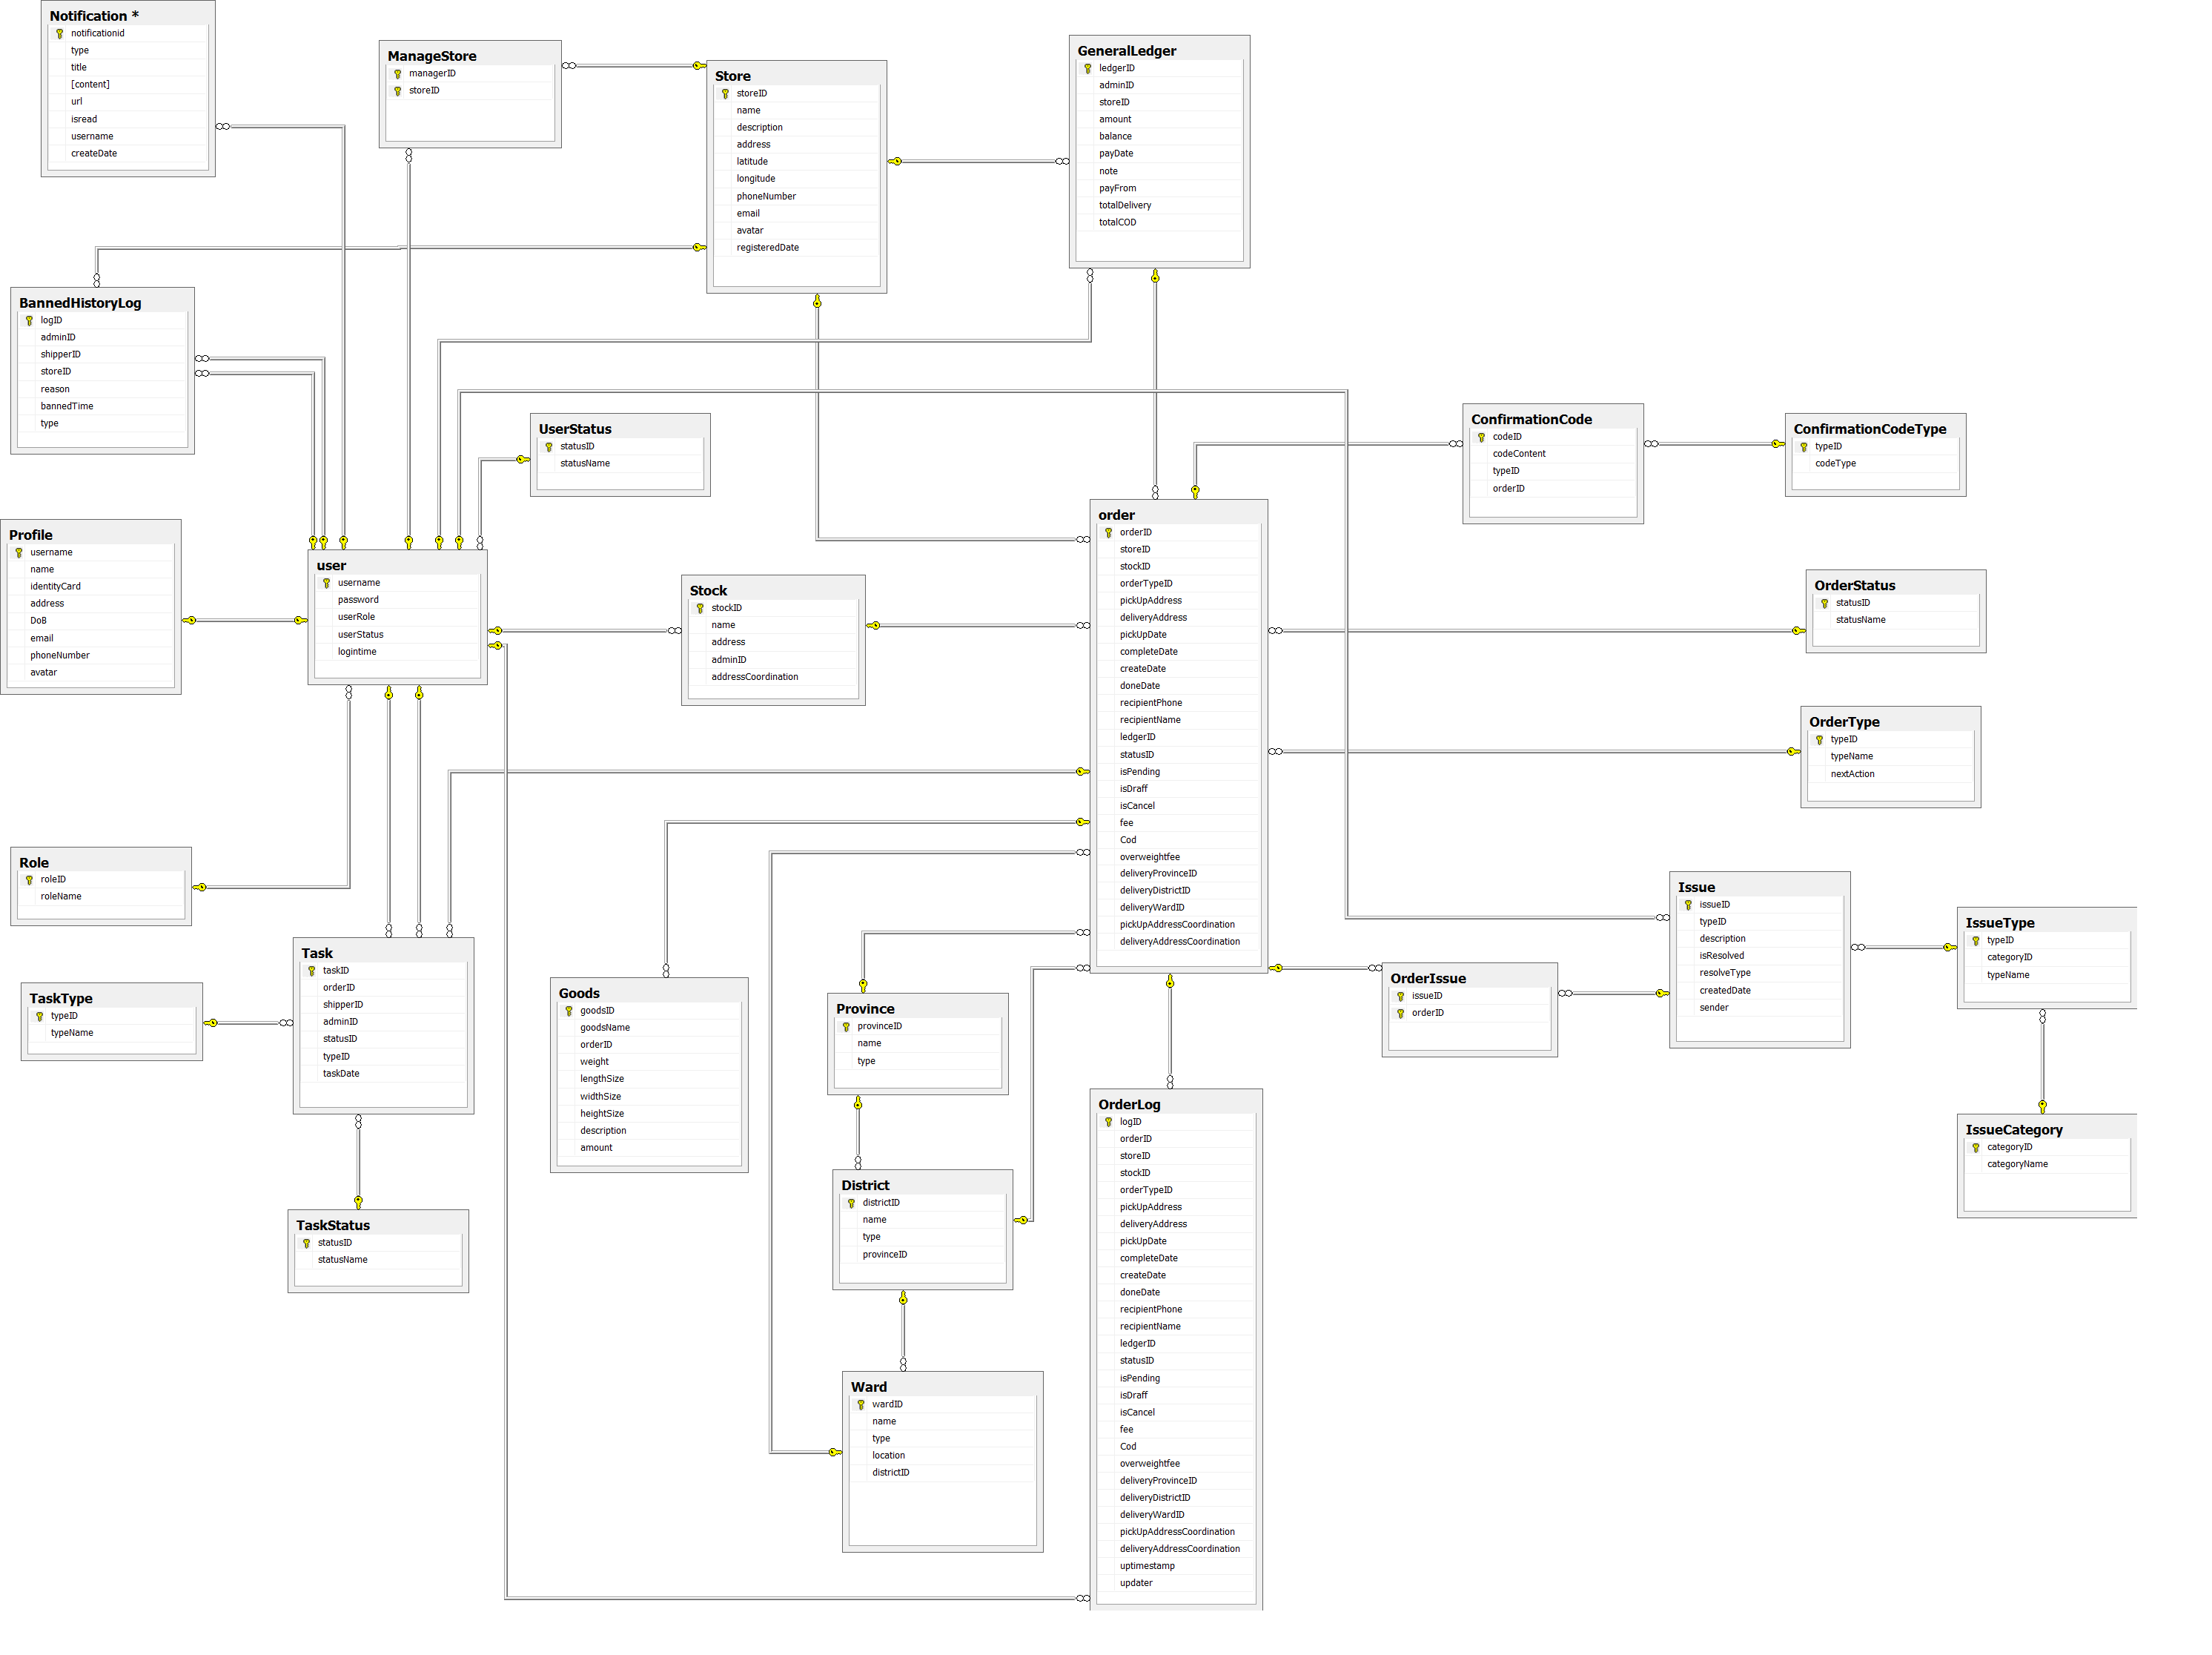 Notification *
notificationid
type
title
[content]
url
isread
username
createDate
ManageStore
managerID
storeID
Store
storeID
name
description
address
latitude
longitude
phoneNumber
email
avatar
registeredDate
GeneralLedger
ledgerID
adminID
storeID
amount
balance
payDate
note
payFrom
totalDelivery
totalCOD
BannedHistoryLog
logID
adminID
shipperID
storeID
reason
bannedTime
type
UserStatus
statusID
statusName
ConfirmationCode
codeID
codeContent
typeID
orderID
ConfirmationCodeType
typeID
codeType
Profile
username
name
identityCard
address
DoB
email
phoneNumber
avatar
user
username
password
userRole
userStatus
logintime
Stock
stockID
name
address
adminID
addressCoordination
order
orderID
storeID
stockID
orderTypeID
pickUpAddress
deliveryAddress
pickUpDate
completeDate
createDate
doneDate
recipientPhone
recipientName
ledgerID
statusID
isPending
isDraff
isCancel
fee
Cod
overweightfee
deliveryProvinceID
deliveryDistrictID
deliveryWardID
pickUpAddressCoordination
deliveryAddressCoordination
OrderStatus
statusID
statusName
OrderType
typeID
typeName
nextAction
Role
roleID
roleName
Task
taskID
orderID
shipperID
adminID
statusID
typeID
taskDate
TaskType
typeID
typeName
TaskStatus
statusID
statusName
Goods
goodsID
goodsName
orderID
weight
lengthSize
widthSize
heightSize
description
amount
Province
provinceID
name
type
District
districtID
name
type
provinceID
Ward
wardID
name
type
location
districtID
OrderIssue
issueID
orderID
Issue
issueID
typeID
description
isResolved
resolveType
createdDate
sender
IssueType
typeID
categoryID
typeName
IssueCategory
categoryID
categoryName
OrderLog
logID
orderID
storeID
stockID
orderTypeID
pickUpAddress
deliveryAddress
pickUpDate
completeDate
createDate
doneDate
recipientPhone
recipientName
ledgerID
statusID
isPending
isDraff
isCancel
fee
Cod
overweightfee
deliveryProvinceID
deliveryDistrictID
deliveryWardID
pickUpAddressCoordination
deliveryAddressCoordination
uptimestamp
updater